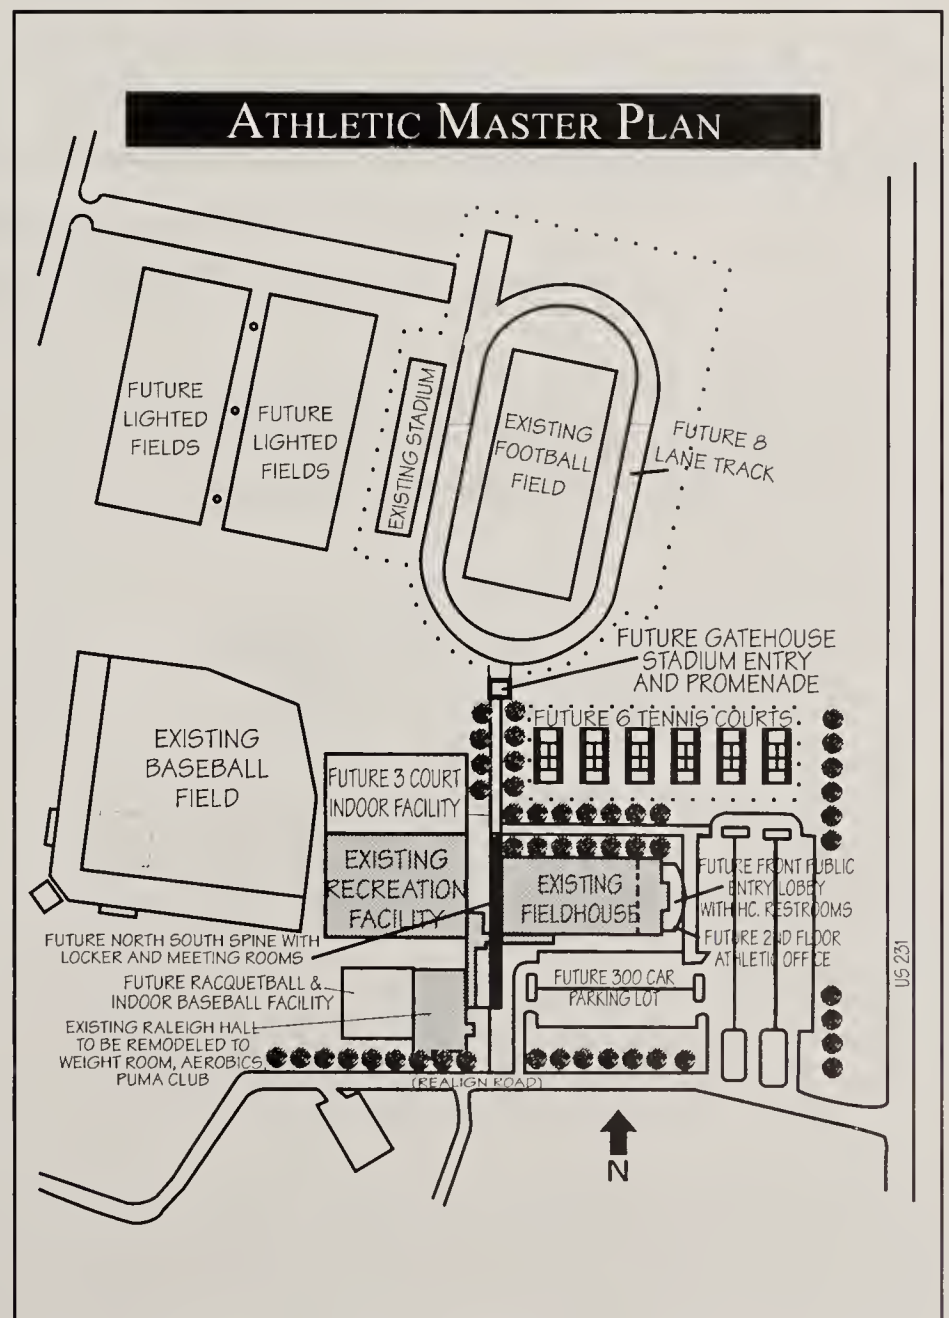 ATHLETIC MASTER PLAN
FUTURE
LIGHTED
FIELDS
FUTURE
LIGHTED
FIELDS
EXISTING STADIUM
EXISTING
FOOTBALL
FIELD
FUTURE 8
LANE TRACK
FUTURE GATEHOUSE
STADIUM ENTRY
AND PROMENADE
FUTURE 6 TENNIS COURTS
EXISTING
BASEBALL
FIELD
FUTURE 3 COURT
INDOOR FACILITY
EXISTING
RECREATION
FACILITY
EXISTING
FIELDHOUSE
FUTURE FRONT PUBLIC
ENTRY LOBBY
WITH HC. RESTROOMS
FUTURE 2ND FLOOR
ATHLETIC OFFICE
US 231
FUTURE NORTH SOUTH SPINE WITH
LOCKER AND MEETING ROOMS
FUTURE RACQUETBALL &
INDOOR BASEBALL FACILITY
FUTURE 300 CAR
PARKING LOT
EXISTING RALEIGH HALL
TO BE REMODELED TO
WEIGHT ROOM, AEROBICS,
PUMA CLUB
(REALIGN ROAD)
N